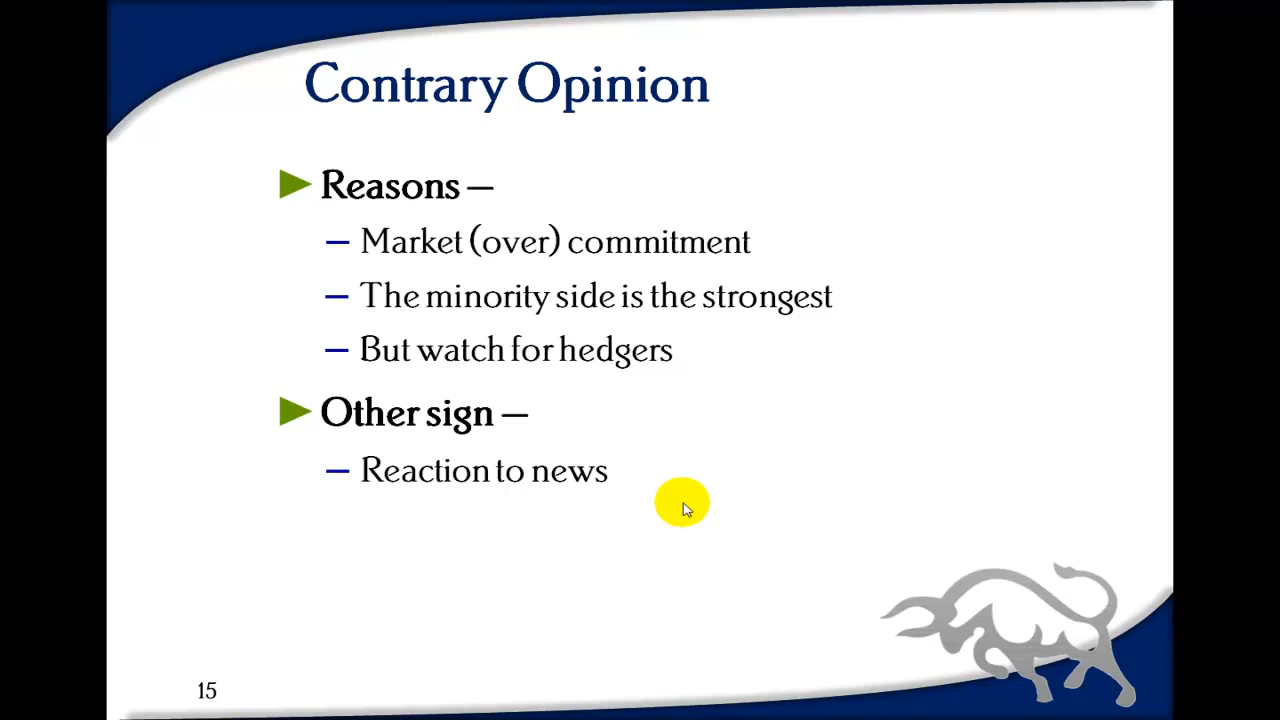 Contrary Opinion
Reasons —
– Market (over) commitment
– The minority side is the strongest
– But watch for hedgers
Other sign —
– Reaction to news
15